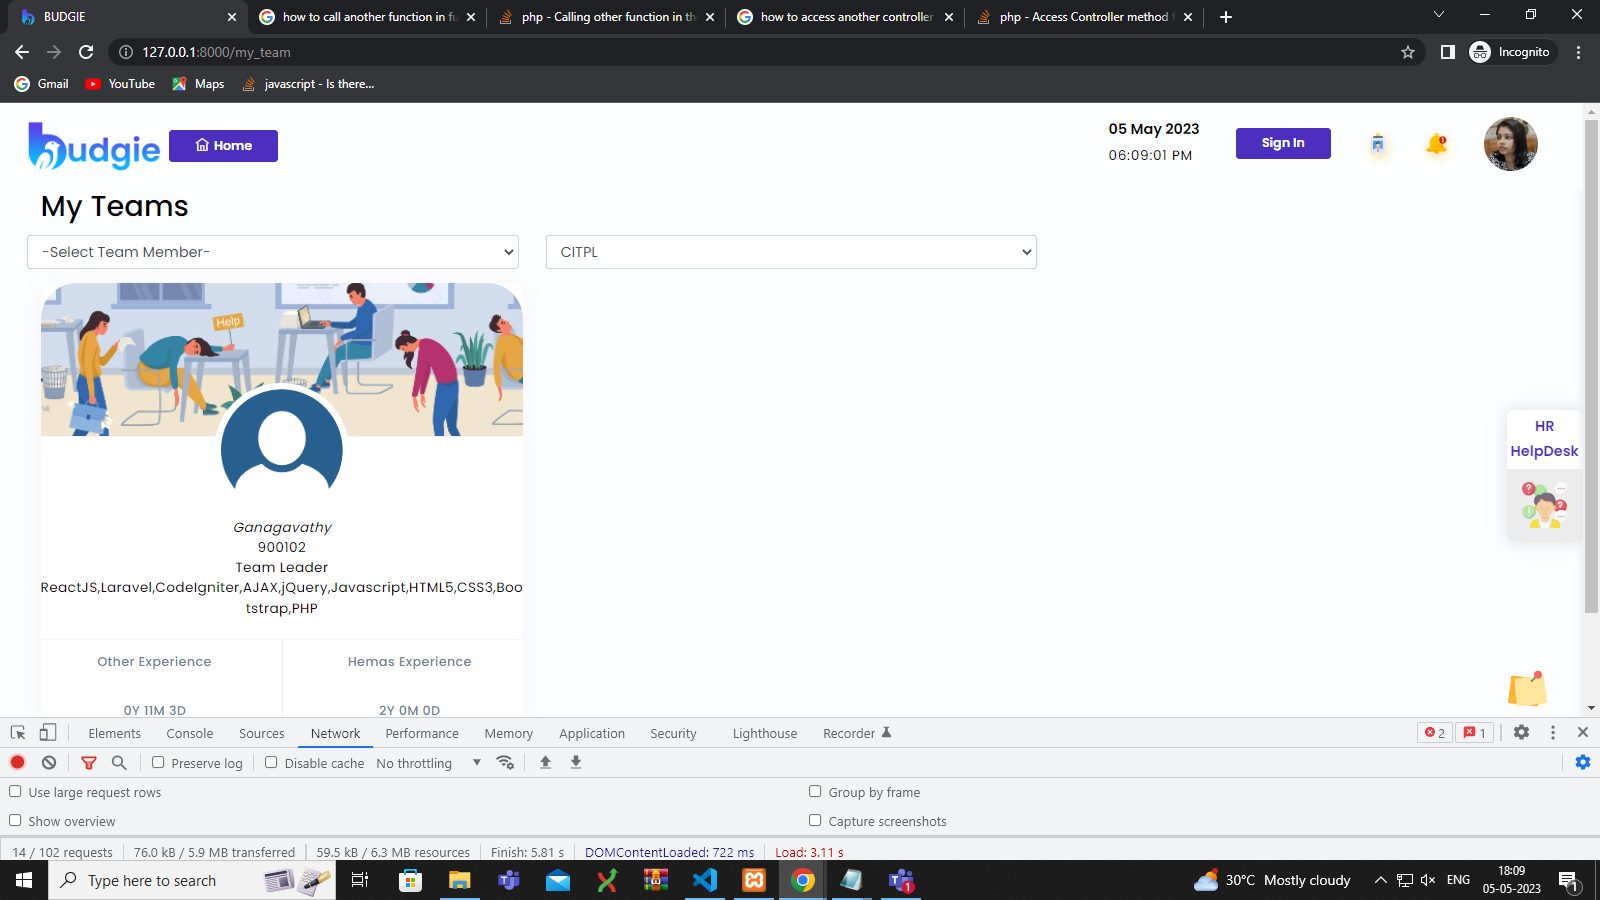 BUDGIE
how to call another function in fu
php - Calling other function in th
how to access another controller
php - Access Controller method f
127.0.0.1:8000/my_team
Incognito
Gmail
YouTube
Maps
javascript - Is there...
budgie
Home
05 May 2023
06:09:01 PM
Sign In
My Teams
-Select Team Member-
CITPL
Help
Ganagavathy
900102
Team Leader
ReactJS,Laravel,CodeIgniter,AJAX,jQuery,Javascript,HTML5,CSS3,Boo
tstrap,PHP
Other Experience
Hemas Experience
0Y 11M 3D
2Y 0M 0D
HR
HelpDesk
Elements
Console
Sources
Network
Performance
Memory
Application
Security
Lighthouse
Recorder
2
1
Preserve log
Disable cache
No throttling
Use large request rows
Group by frame
Show overview
Capture screenshots
14 / 102 requests
76.0 kB / 5.9 MB transferred
59.5 kB / 6.3 MB resources
Finish: 5.81 s
DOMContentLoaded: 722 ms
Load: 3.11 s
Type here to search
1
30°C Mostly cloudy
ENG
18:09
05-05-2023
1